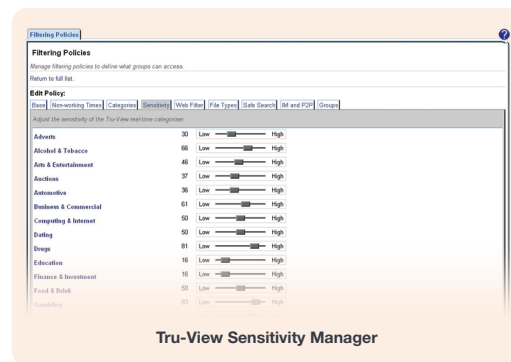 Filtering Policies
?
Filtering Policies
Manage filtering policies to define what groups can access.
Return to full list.
Edit Policy:
Base Non-working Times Categories Sensitivity Web Filter File Types Safe Search IM and P2P Groups
Adjust the sensitivity of the Tru-View real-time categoriser.
Adverts 30 Low High
Alcohol & Tobacco 66 Low High
Arts & Entertainment 46 Low High
Auctions 37 Low High
Automotive 36 Low High
Business & Commercial 61 Low High
Computing & Internet 50 Low High
Dating 50 Low High
Drugs 81 Low High
Education 16 Low High
Finance & Investment 16 Low High
Food & Drink 50 Low High
Gambling 83 Low High
Tru-View Sensitivity Manager